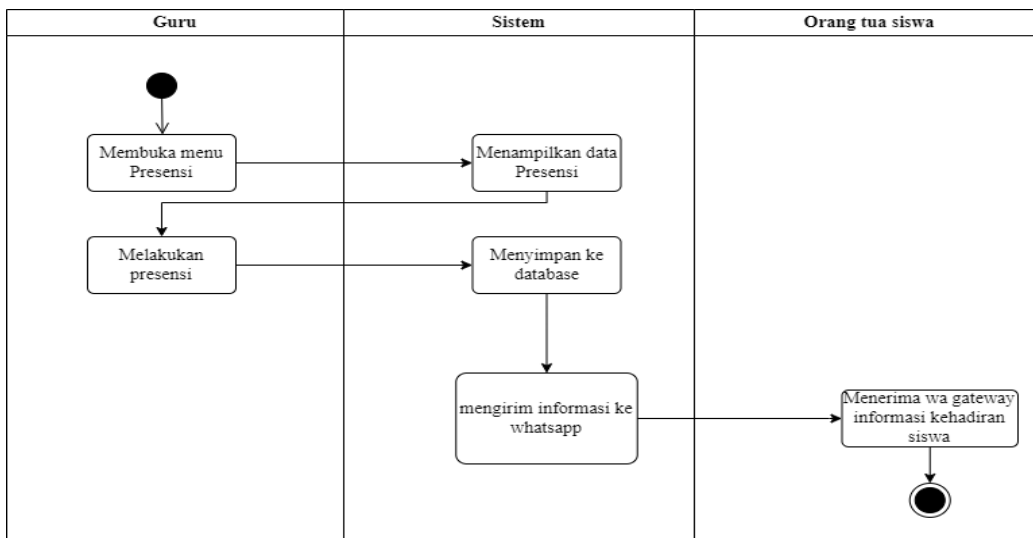 Guru
Sistem
Orang tua siswa
Membuka menu
Presensi
Menampilkan data
Presensi
Melakukan
presensi
Menyimpan ke
database
mengirim informasi ke
whatsapp
Menerima wa gateway
informasi kehadiran
siswa